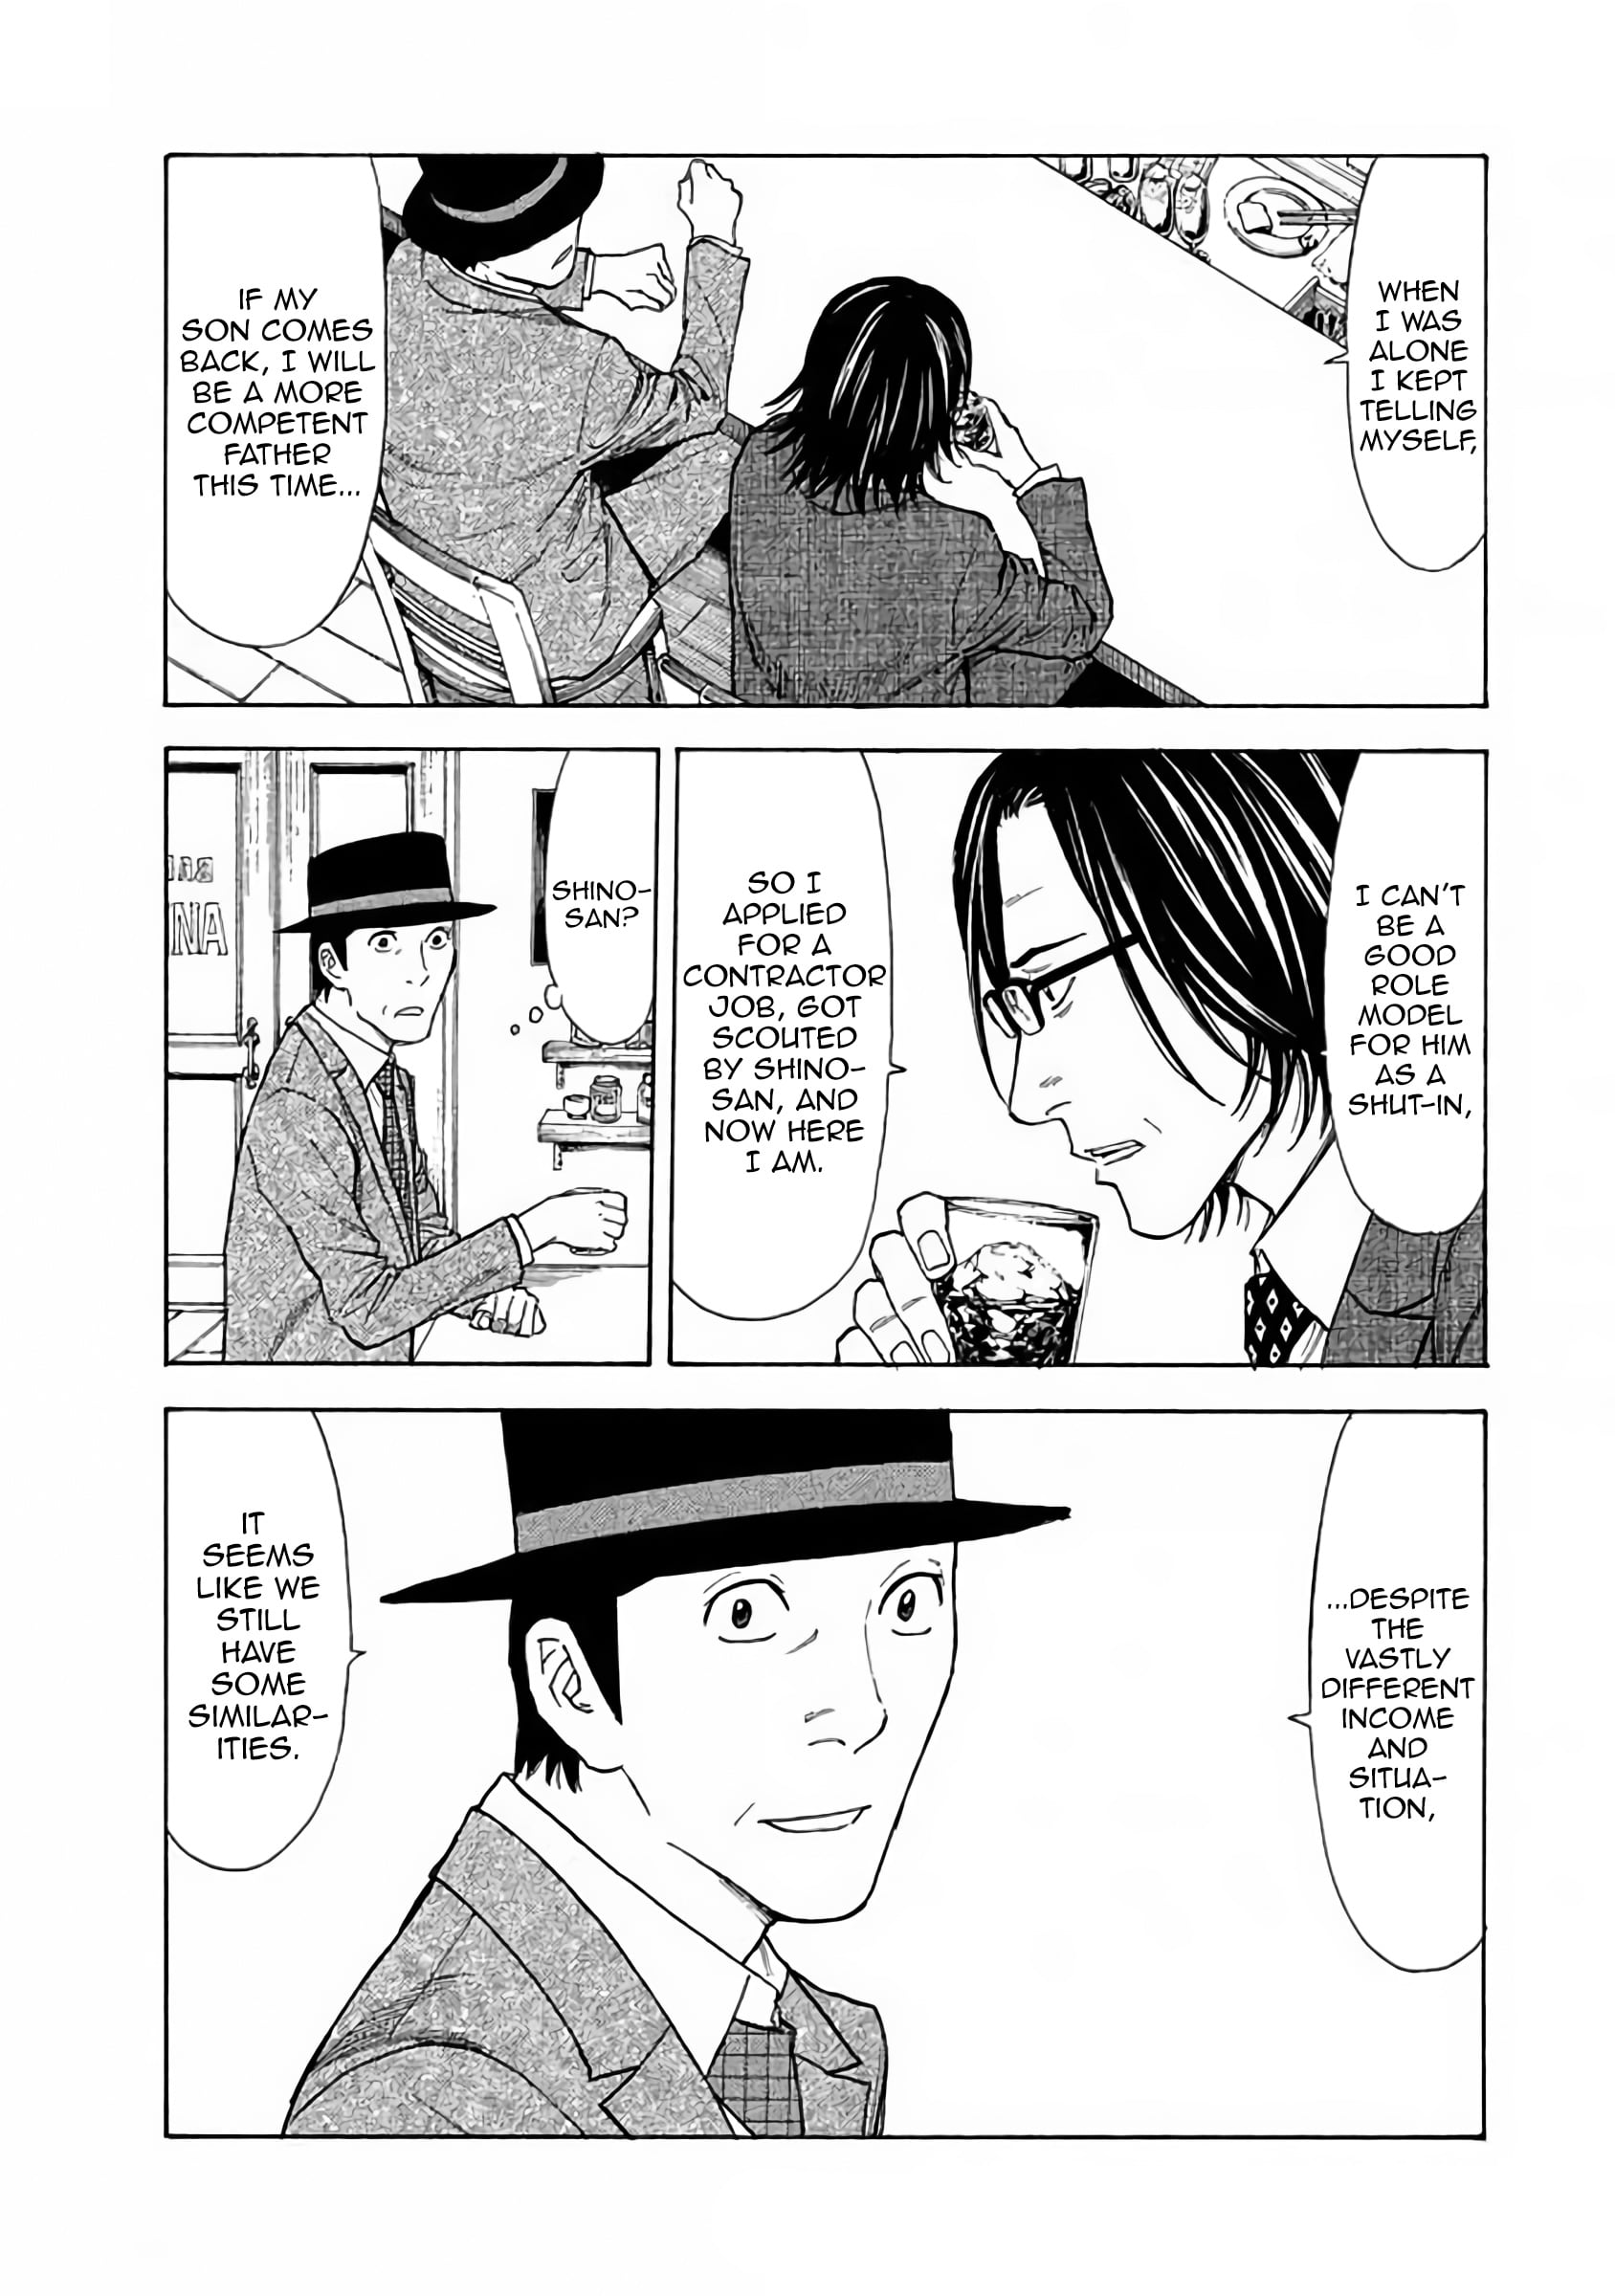 WHEN
I WAS
ALONE
I KEPT
TELLING
MYSELF,
IF MY
SON COMES
BACK, I WILL
BE A MORE
COMPETENT
FATHER
THIS TIME...
I CAN'T
BE A
GOOD
ROLE
MODEL
FOR HIM
AS A
SHUT-IN,
SO I
APPLIED
FOR A
CONTRACTOR
JOB, GOT
SCOUTED
BY SHINO-
SAN, AND
NOW HERE
I AM.
SHINO-
SAN?
...DESPITE
THE
VASTLY
DIFFERENT
INCOME
AND
SITUA-
TION,
IT
SEEMS
LIKE WE
STILL
HAVE
SOME
SIMILAR-
ITIES.